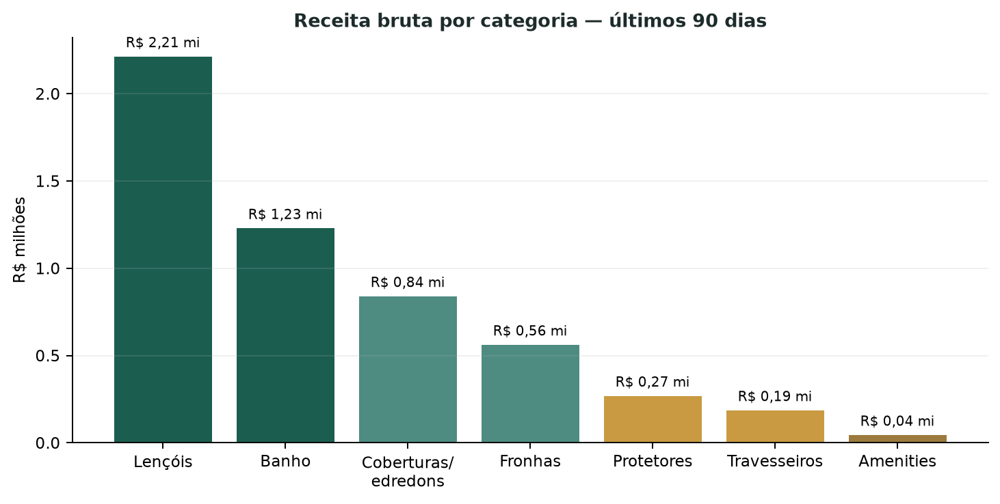 Receita bruta por categoria — últimos 90 dias
R$ milhões
2.0
1.5
1.0
0.5
0.0
R$ 2,21 mi
R$ 1,23 mi
R$ 0,84 mi
R$ 0,56 mi
R$ 0,27 mi
R$ 0,19 mi
R$ 0,04 mi
Lençóis
Banho
Coberturas/
edredons
Fronhas
Protetores
Travesseiros
Amenities